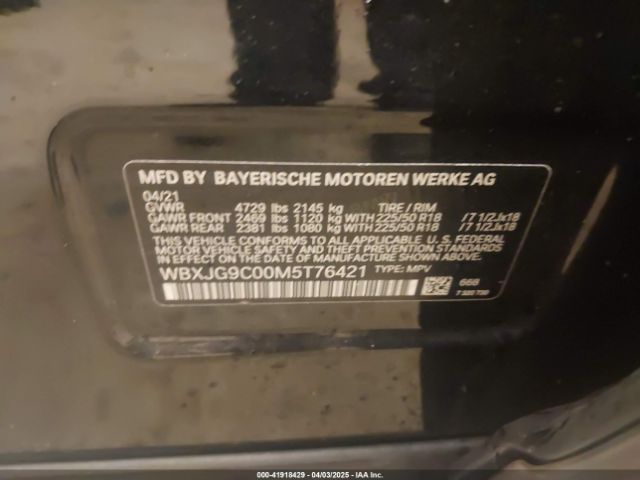 MFD BY BAYERISCHE MOTOREN WERKE AG
04/21
GVWR 4729 lbs 2145 kg TIRE / RIM
GAWR FRONT 2469 lbs 1120 kg WITH 225/50 R18 / 7 1/2Jx18
GAWR REAR 2381 lbs 1080 kg WITH 225/50 R18 / 7 1/2Jx18
THIS VEHICLE CONFORMS TO ALL APPLICABLE U.S. FEDERAL
MOTOR VEHICLE SAFETY AND THEFT PREVENTION STANDARDS
IN EFFECT ON THE DATE OF MANUFACTURE SHOWN ABOVE.
WBXJG9C00M5T76421 TYPE: MPV
668
000-41918429 - 04/03/2025 - IAA Inc.